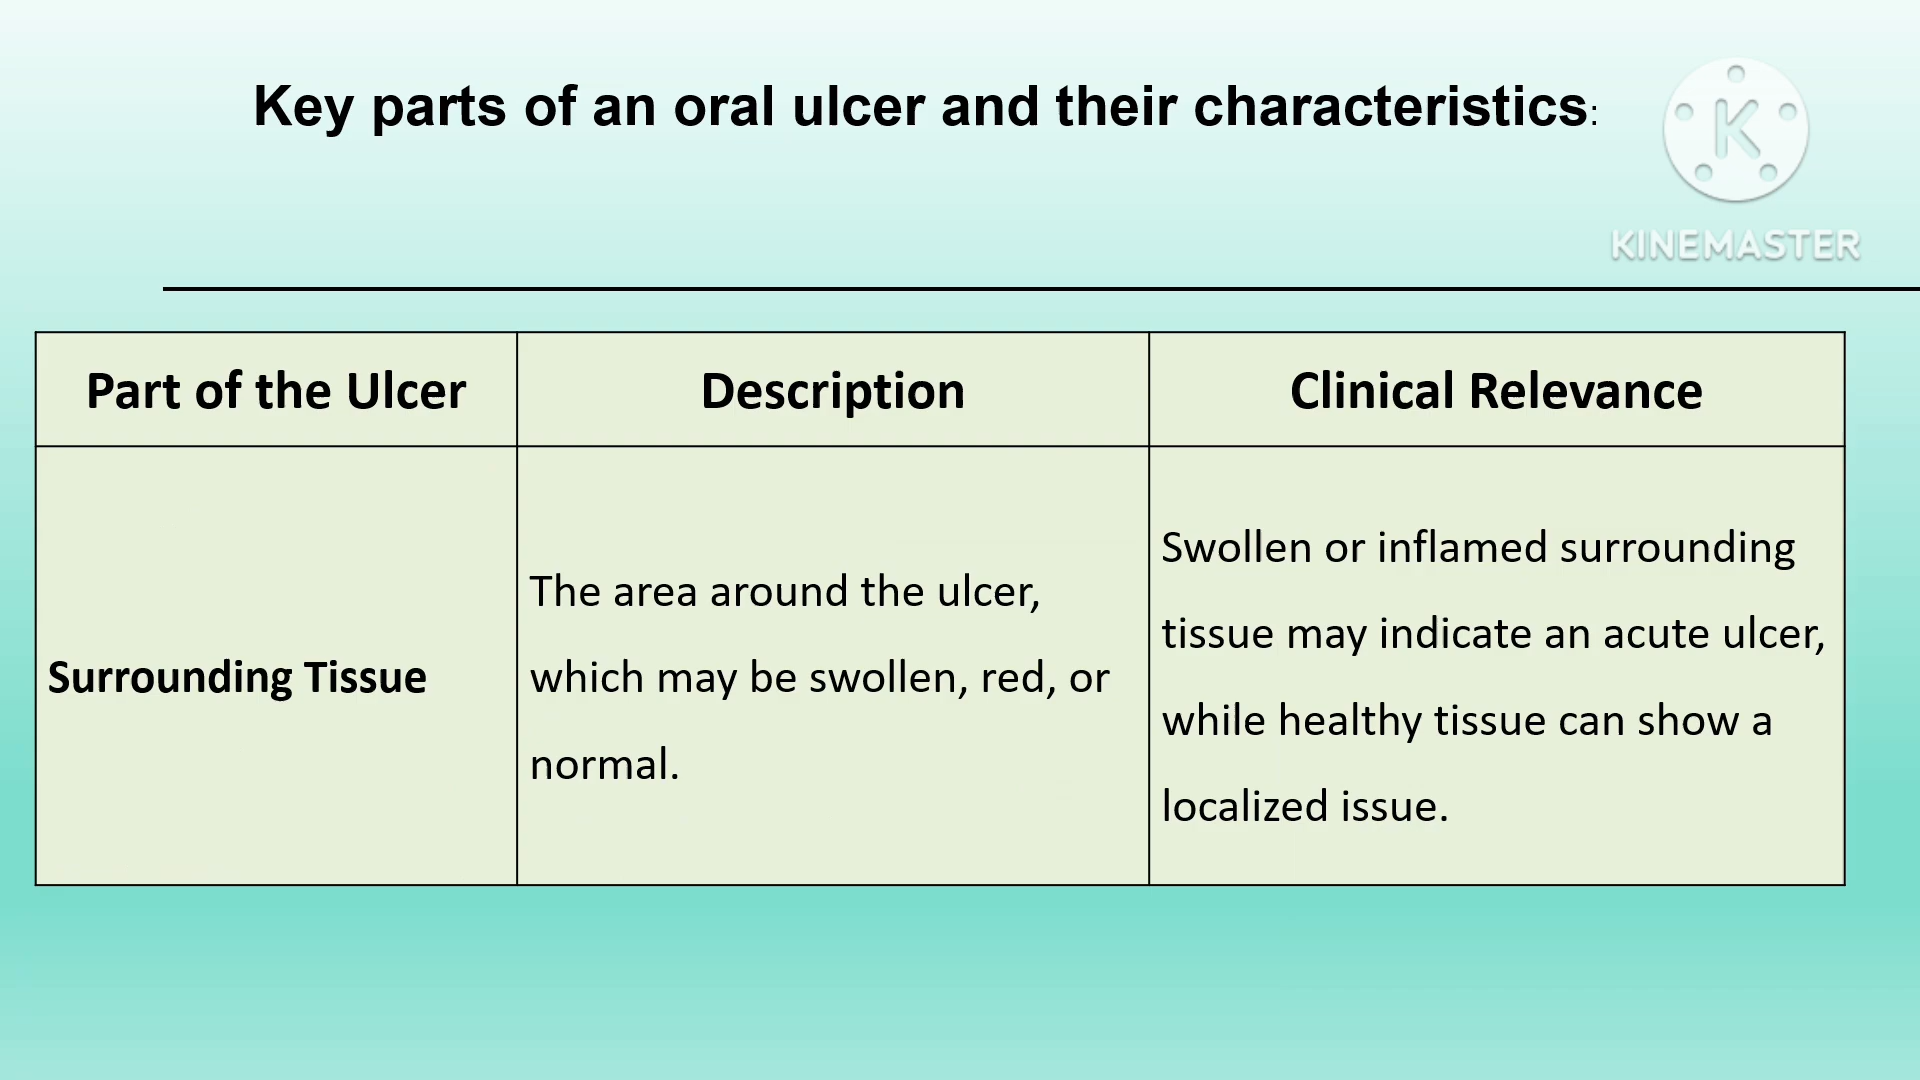 Key parts of an oral ulcer and their characteristics:
K
KINEMASTER
Part of the Ulcer
Description
Clinical Relevance
Surrounding Tissue
The area around the ulcer,
which may be swollen, red, or
normal.
Swollen or inflamed surrounding
tissue may indicate an acute ulcer,
while healthy tissue can show a
localized issue.